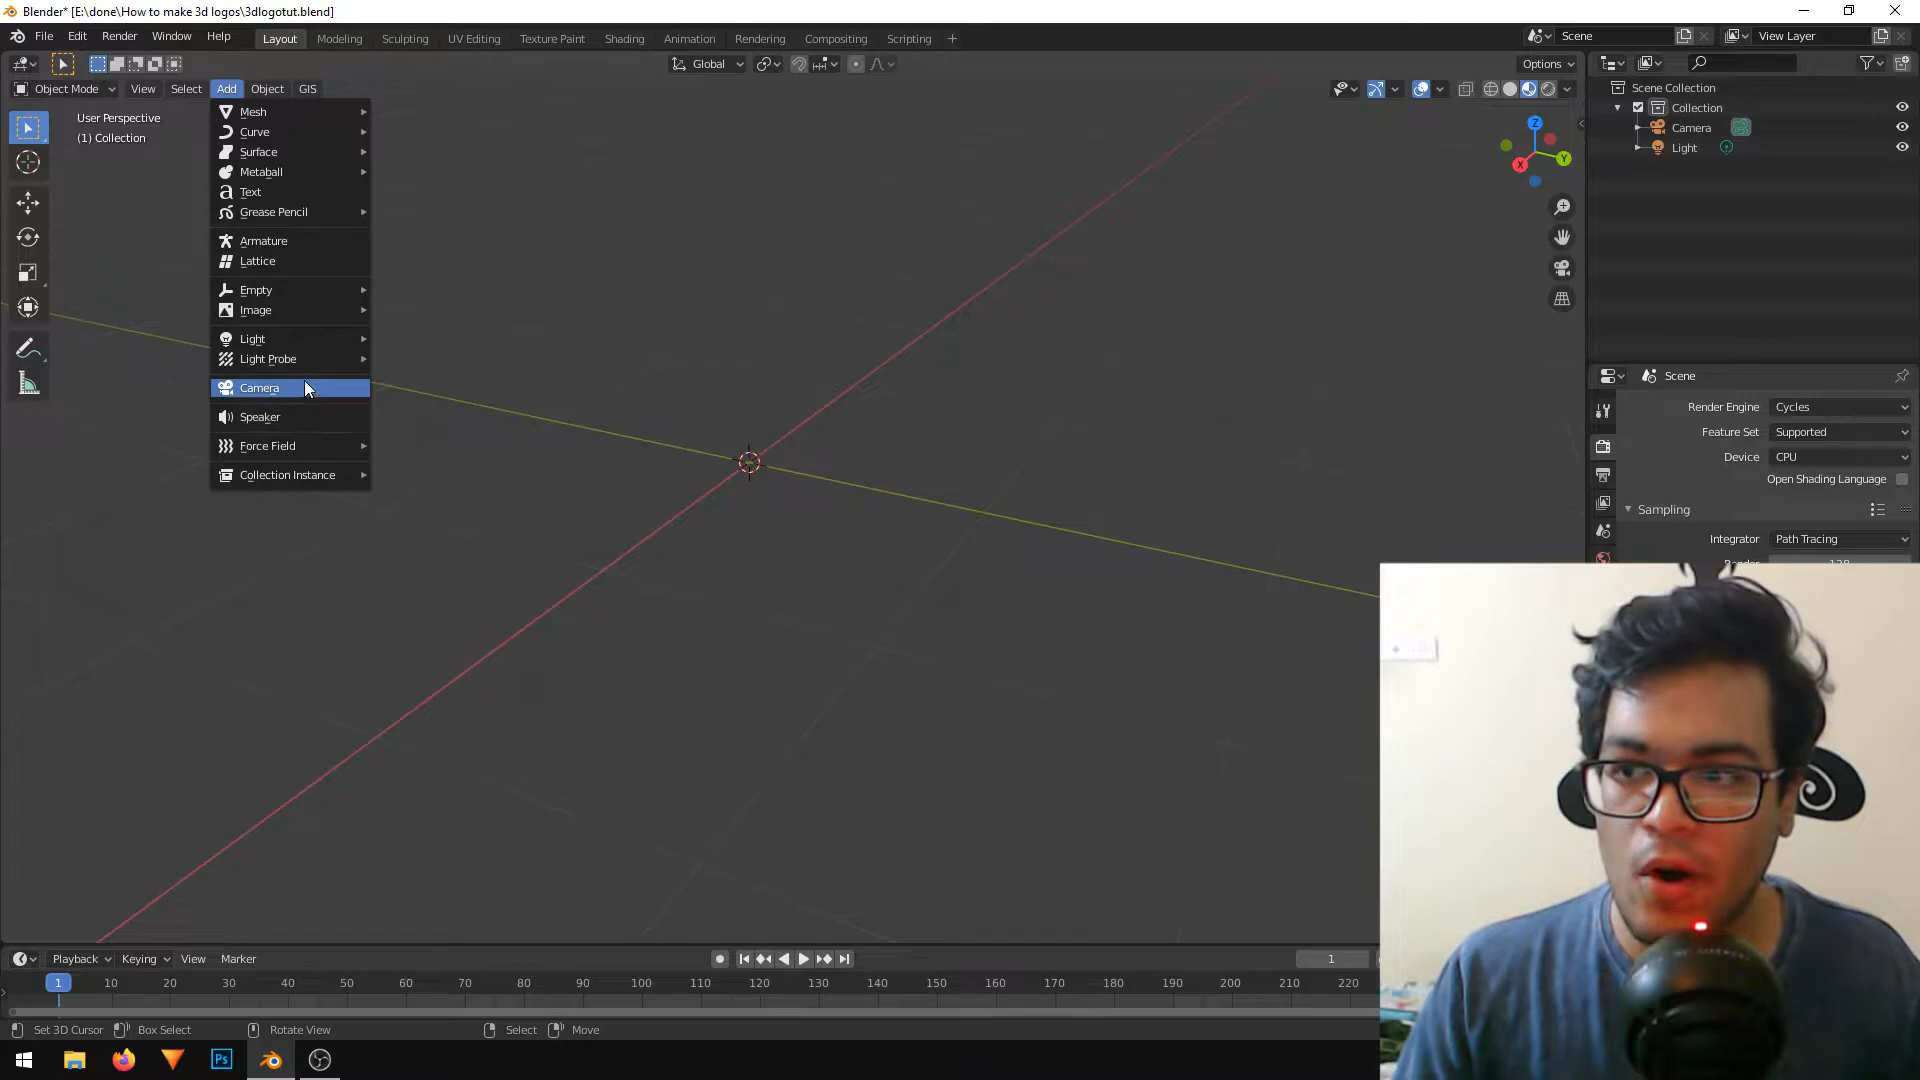 Blender* [E:\done\How to make 3d logos\3dlogotut.blend]
File Edit Render Window Help Layout Modeling Sculpting UV Editing Texture Paint Shading Animation Rendering Compositing Scripting + Scene View Layer
Global Options
Object Mode View Select Add Object GIS
User Perspective
(1) Collection
Mesh
Curve
Surface
Metaball
Text
Grease Pencil
Armature
Lattice
Empty
Image
Light
Light Probe
Camera
Speaker
Force Field
Collection Instance
Z
Y
X
Scene Collection
Collection
Camera
Light
Scene
Render Engine Cycles
Feature Set Supported
Device CPU
Open Shading Language
Sampling
Integrator Path Tracing
Playback Keying View Marker 1
1 10 20 30 40 50 60 70 80 90 100 110 120 130 140 150 160 170 180 190 200 210 220
Set 3D Cursor Box Select Rotate View Select Move
Ps